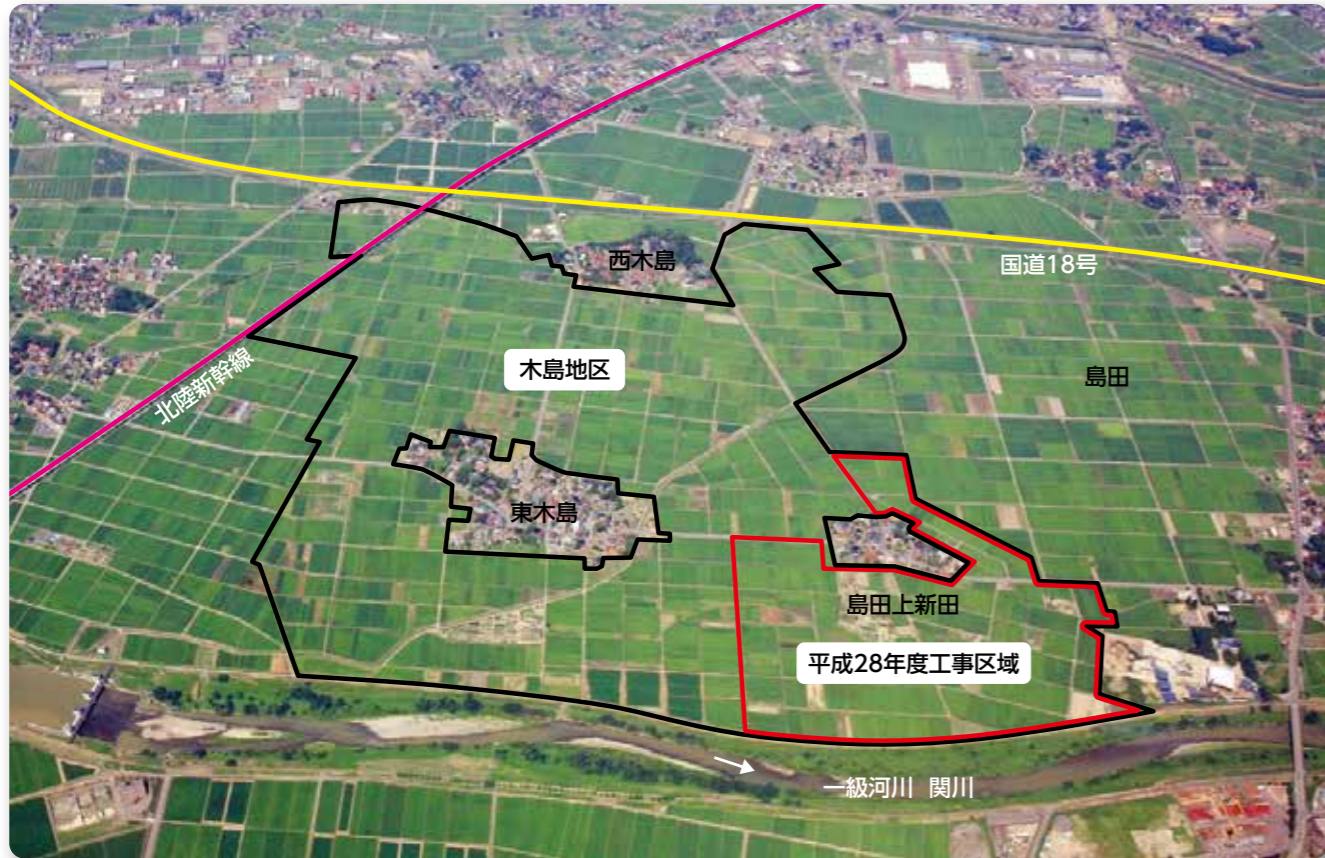 西木島
国道18号
北陸新幹線
木島地区
島田
東木島
島田上新田
平成28年度工事区域
一級河川 関川